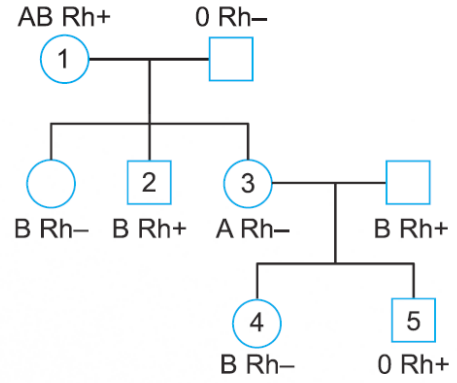 AB Rh+ 0 Rh–
1
2 3
B Rh– B Rh+ A Rh– B Rh+
4 5
B Rh– 0 Rh+